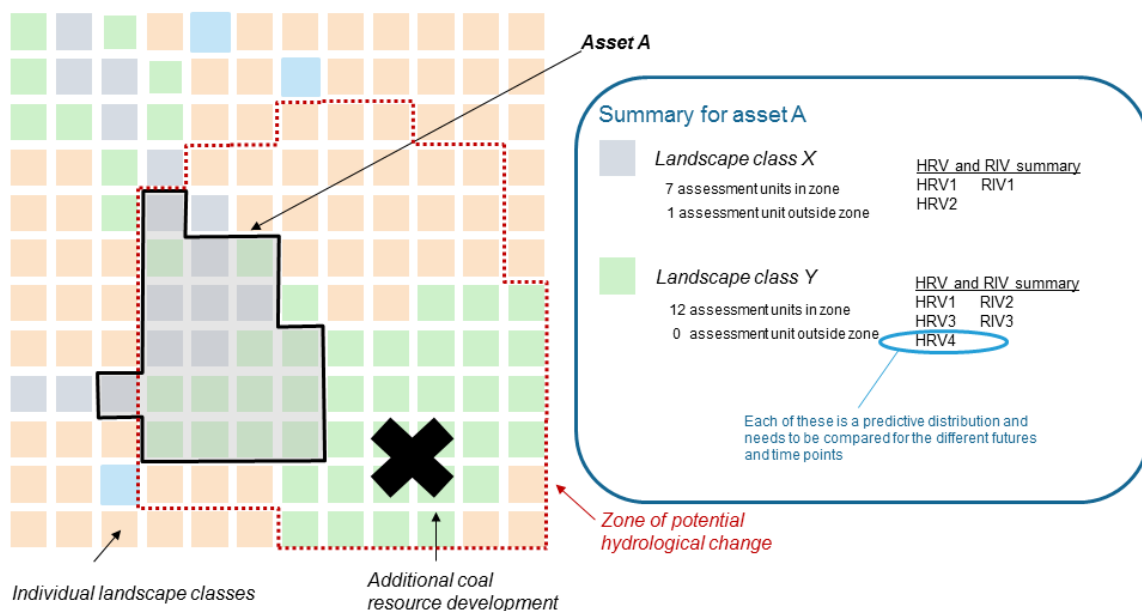 Asset A
Summary for asset A
Landscape class X
7 assessment units in zone
1 assessment unit outside zone
HRV and RIV summary
HRV1 RIV1
HRV2
Landscape class Y
12 assessment units in zone
0 assessment unit outside zone
HRV and RIV summary
HRV1 RIV2
HRV3 RIV3
HRV4
Each of these is a predictive distribution and
needs to be compared for the different futures
and time points
Zone of potential
hydrological change
Individual landscape classes
Additional coal
resource development